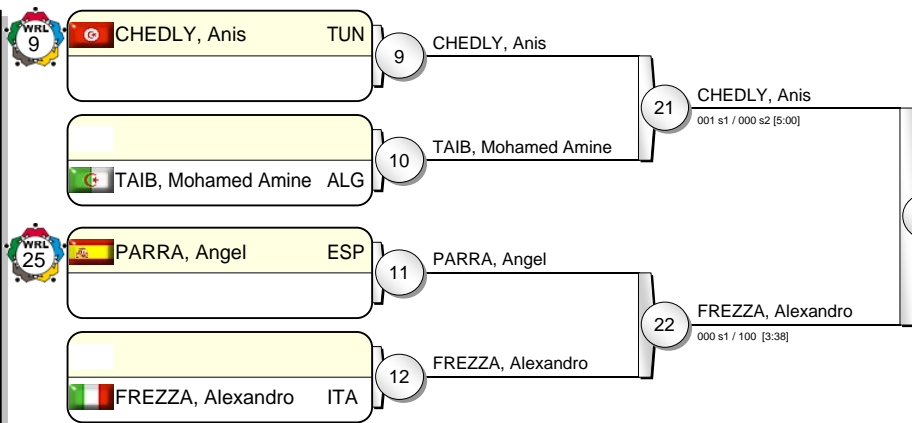 WRL
9
CHEDLY, Anis TUN
9
CHEDLY, Anis
21
CHEDLY, Anis
001 s1 / 000 s2 [5:00]
TAIB, Mohamed Amine ALG
10
TAIB, Mohamed Amine
WRL
25
PARRA, Angel ESP
11
PARRA, Angel
22
FREZZA, Alexandro
000 s1 / 100 [3:38]
FREZZA, Alexandro ITA
12
FREZZA, Alexandro